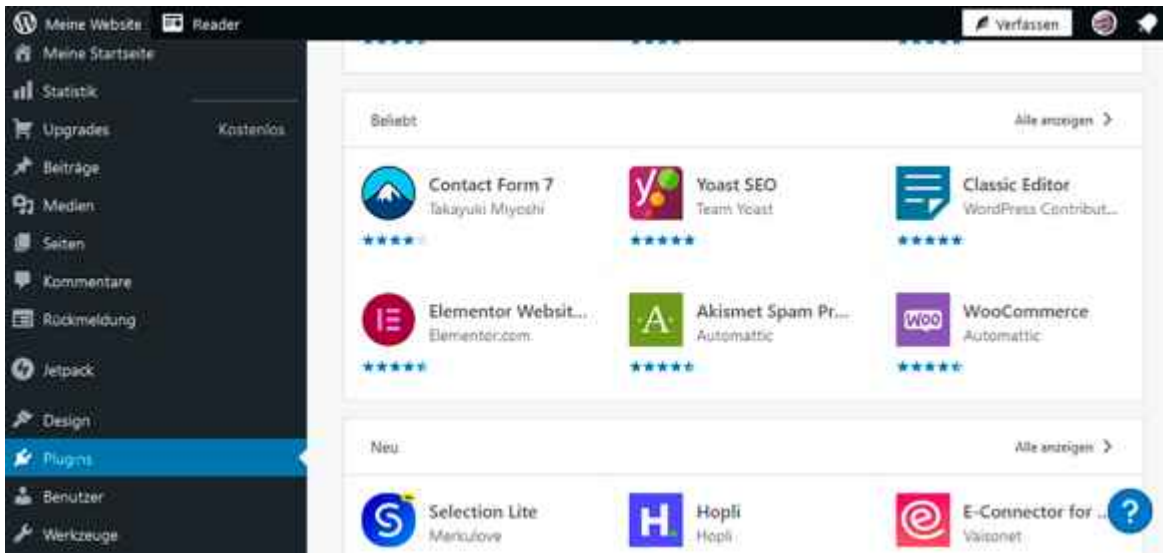 Meine Website Reader Verfassen
Meine Startseite
Statistik
Upgrades Kostenlos
Beiträge
Medien
Seiten
Kommentare
Rückmeldung
Jetpack
Design
Plugins
Benutzer
Werkzeuge
Beliebt Alle anzeigen
Contact Form 7
Takayuki Miyoshi
Yoast SEO
Team Yoast
Classic Editor
WordPress Contribut...
Elementor Websit...
Elementor.com
Akismet Spam Pr...
Automattic
WOO
WooCommerce
Automattic
Neu Alle anzeigen
Selection Lite
Merkulove
Hopli
Hopli
E-Connector for ...
Vaisonet
?